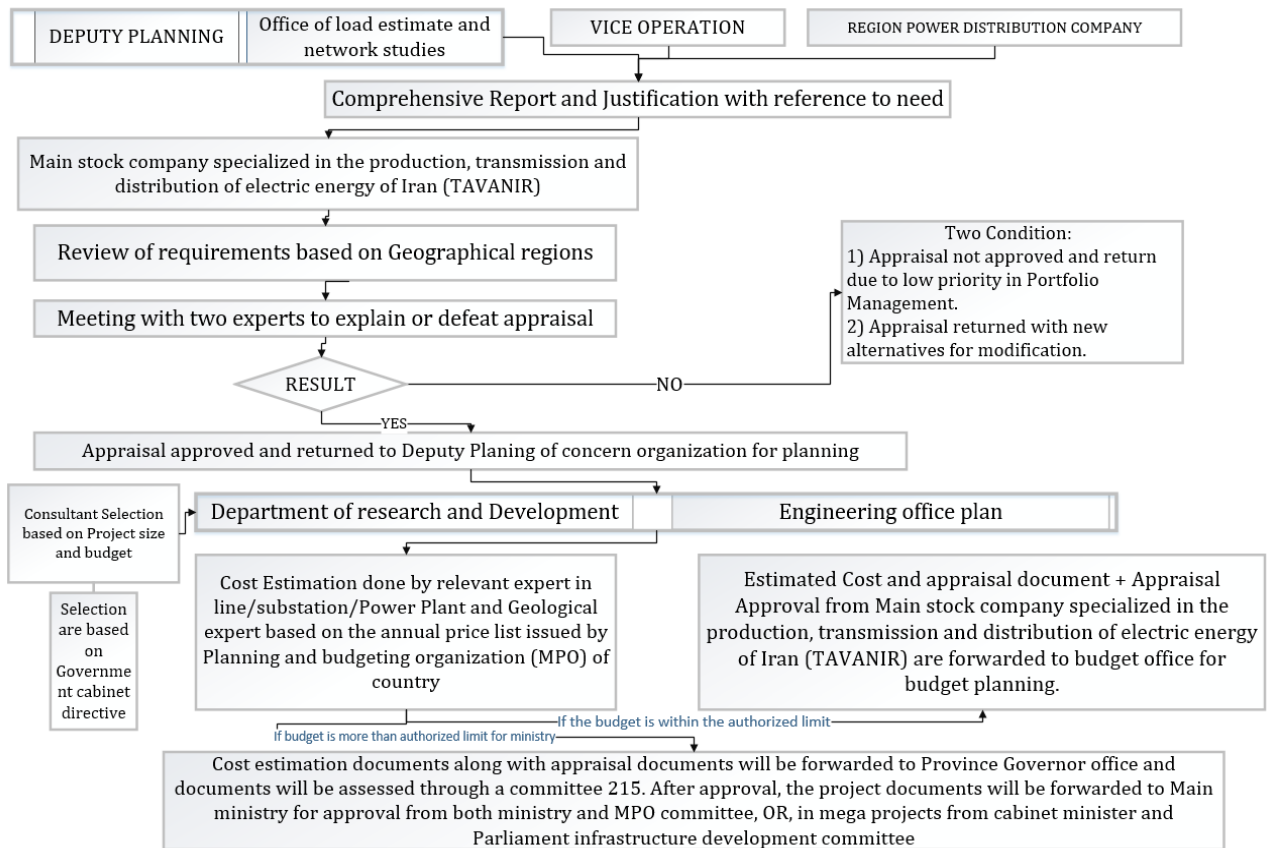 DEPUTY PLANNING
Office of load estimate and
network studies
VICE OPERATION
REGION POWER DISTRIBUTION COMPANY
Comprehensive Report and Justification with reference to need
Main stock company specialized in the production, transmission and
distribution of electric energy of Iran (TAVANIR)
Review of requirements based on Geographical regions
Meeting with two experts to explain or defeat appraisal
Two Condition:
1) Appraisal not approved and return
due to low priority in Portfolio
Management.
2) Appraisal returned with new
alternatives for modification.
RESULT
NO
YES
Appraisal approved and returned to Deputy Planing of concern organization for planning
Consultant Selection
based on Project size
and budget
Department of research and Development
Engineering office plan
Selection
are based
on
Governme
nt cabinet
directive
Cost Estimation done by relevant expert in
line/substation/Power Plant and Geological
expert based on the annual price list issued by
Planning and budgeting organization (MPO) of
country
Estimated Cost and appraisal document + Appraisal
Approval from Main stock company specialized in the
production, transmission and distribution of electric energy
of Iran (TAVANIR) are forwarded to budget office for
budget planning.
If the budget is within the authorized limit
If budget is more than authorized limit for ministry
Cost estimation documents along with appraisal documents will be forwarded to Province Governor office and
documents will be assessed through a committee 215. After approval, the project documents will be forwarded to Main
ministry for approval from both ministry and MPO committee, OR, in mega projects from cabinet minister and
Parliament infrastructure development committee